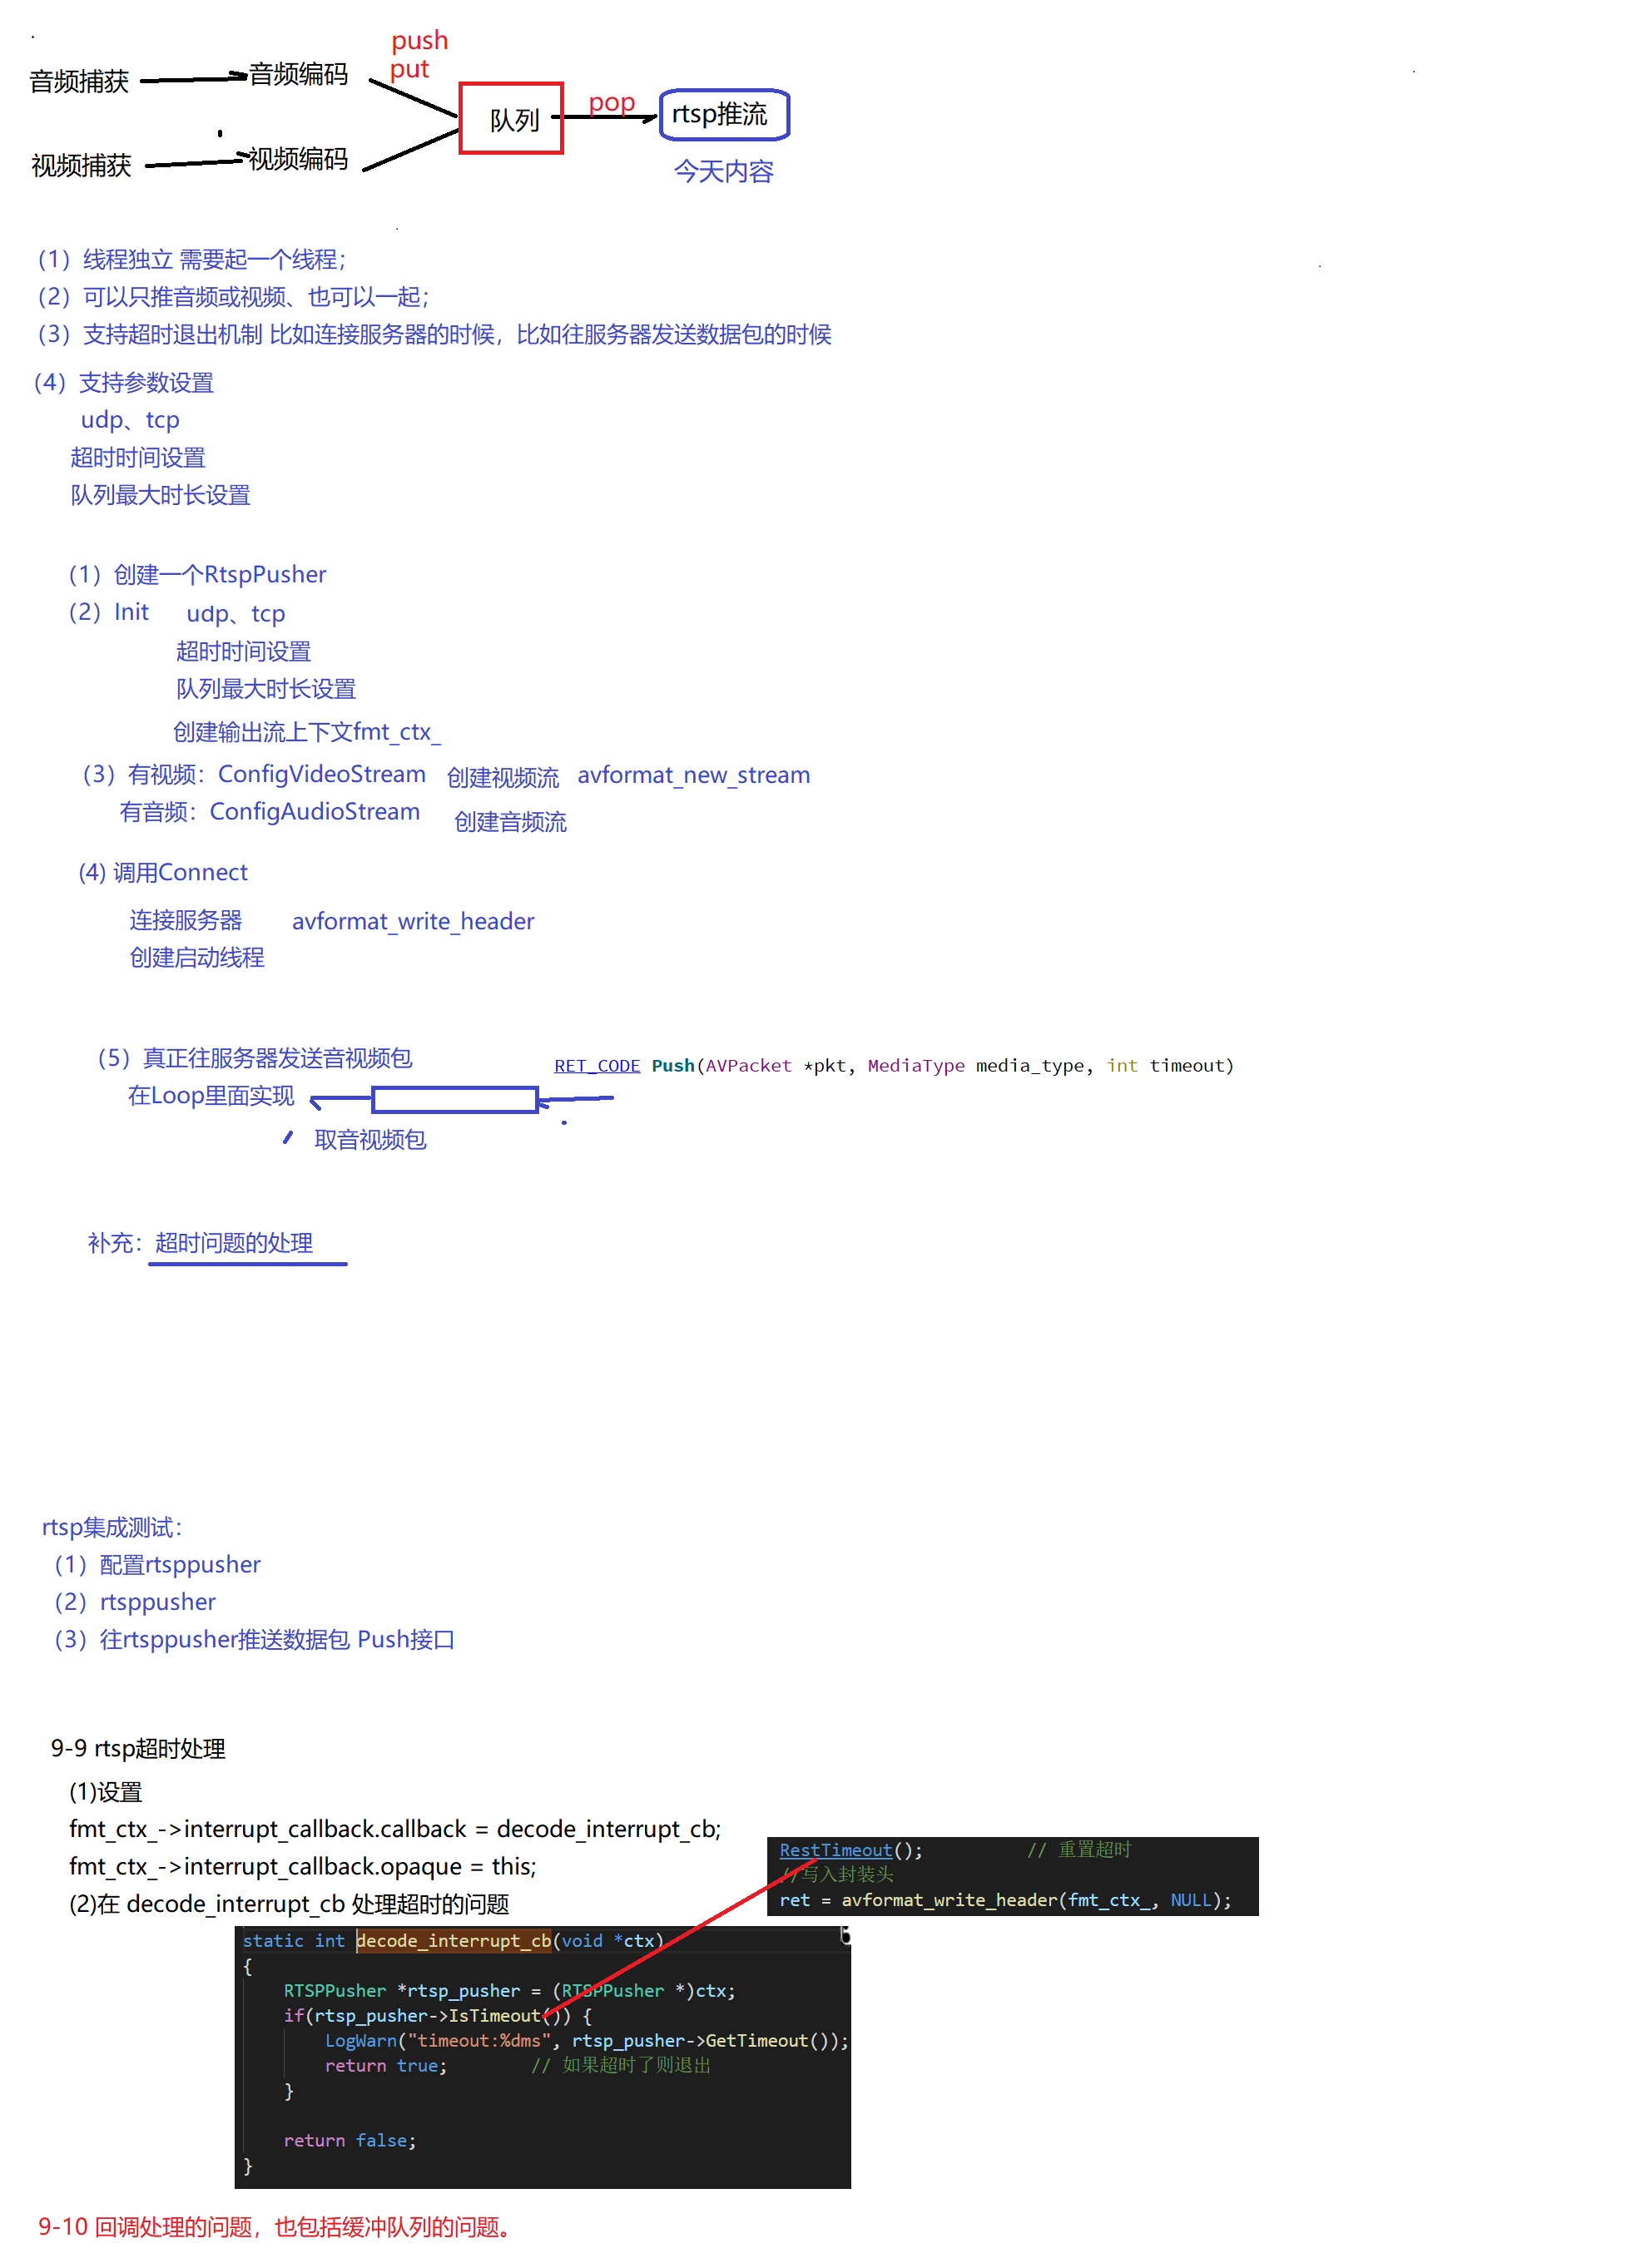 push
put
音频捕获 音频编码
队列
pop
rtsp推流
视频捕获 视频编码
今天内容
（1）线程独立 需要起一个线程；
（2）可以只推音频或视频、也可以一起；
（3）支持超时退出机制 比如连接服务器的时候，比如往服务器发送数据包的时候
（4）支持参数设置
udp、tcp
超时时间设置
队列最大时长设置
（1）创建一个RtspPusher
（2）Init udp、tcp
超时时间设置
队列最大时长设置
创建输出流上下文fmt_ctx_
（3）有视频：ConfigVideoStream 创建视频流 avformat_new_stream
有音频：ConfigAudioStream 创建音频流
(4) 调用Connect
连接服务器 avformat_write_header
创建启动线程
（5）真正往服务器发送音视频包
RET_CODE Push(AVPacket *pkt, MediaType media_type, int timeout)
在Loop里面实现
取音视频包
补充：超时问题的处理
rtsp集成测试：
（1）配置rtsppusher
（2）rtsppusher
（3）往rtsppusher推送数据包 Push接口
9-9 rtsp超时处理
(1)设置
fmt_ctx_->interrupt_callback.callback = decode_interrupt_cb;
fmt_ctx_->interrupt_callback.opaque = this;
(2)在 decode_interrupt_cb 处理超时的问题
RestTimeout(); // 重置超时
//写入封装头
ret = avformat_write_header(fmt_ctx_, NULL);
static int decode_interrupt_cb(void *ctx)
{
RTSPPusher *rtsp_pusher = (RTSPPusher *)ctx;
if(rtsp_pusher->IsTimeout()) {
LogWarn("timeout:%dms", rtsp_pusher->GetTimeout());
return true; // 如果超时了则退出
}
return false;
}
9-10 回调处理的问题，也包括缓冲队列的问题。